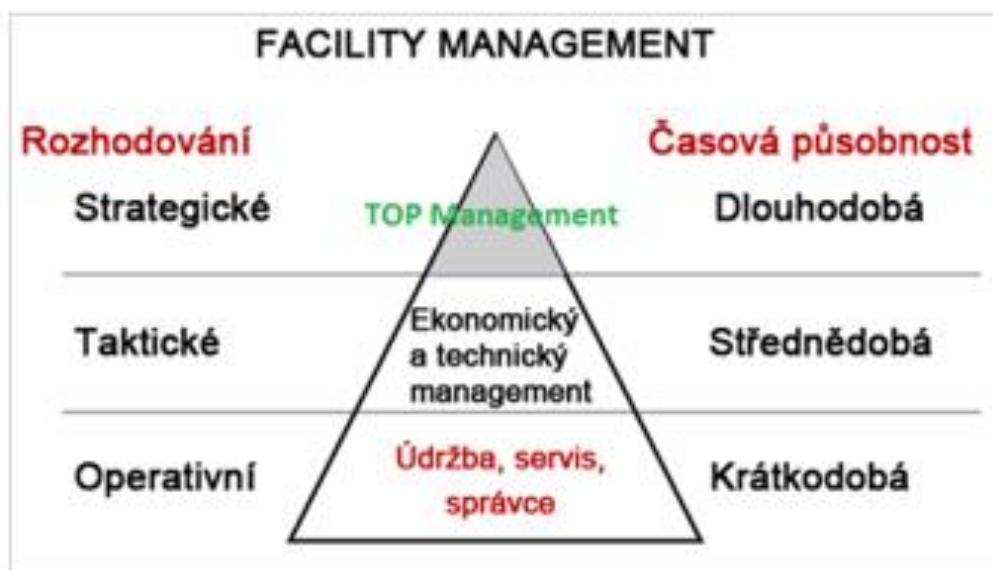 FACILITY MANAGEMENT
Rozhodování
Časová působnost
Strategické
TOP Management
Dlouhodobá
Taktické
Ekonomický
a technický
management
Střednědobá
Operativní
Údržba, servis,
správce
Krátkodobá